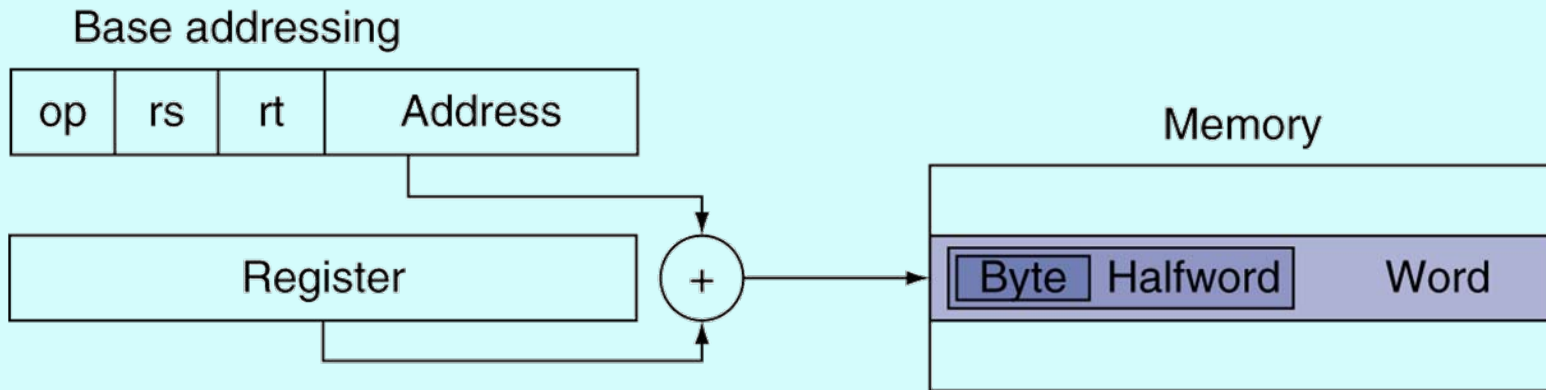 Base addressing
op rs rt Address
Memory
Register + Byte Halfword Word